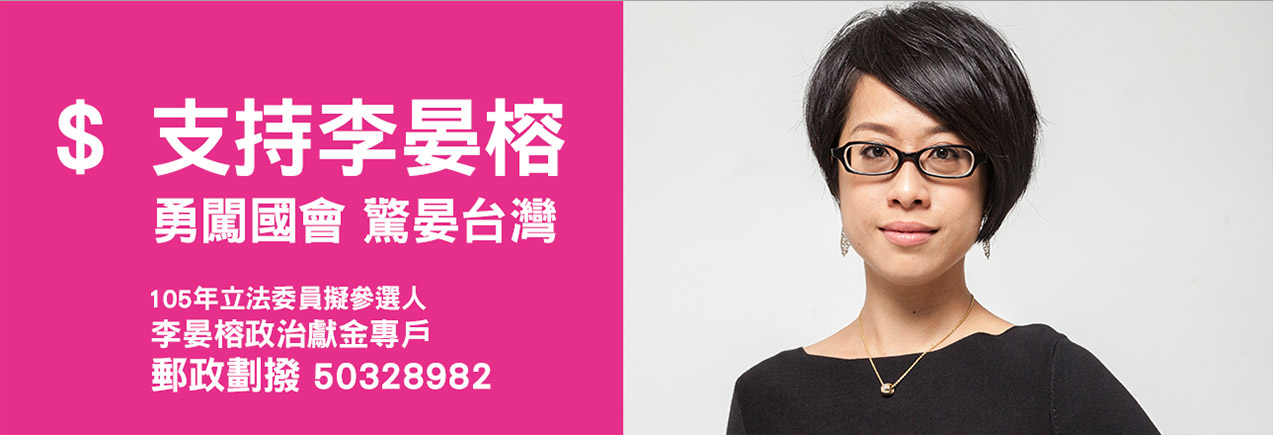 $ 支持李晏榕
勇闖國會 驚晏台灣
105年立法委員擬參選人
李晏榕政治獻金專戶
郵政劃撥 50328982